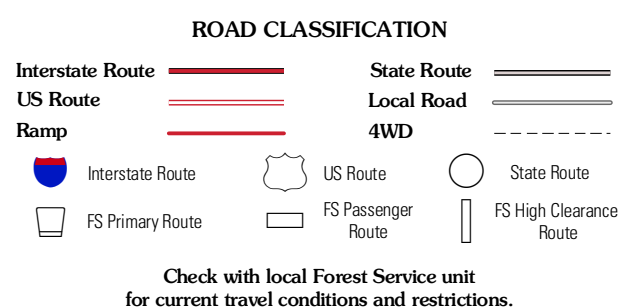 ROAD CLASSIFICATION
Interstate Route
State Route
US Route
Local Road
Ramp
4WD
Interstate Route
US Route
State Route
FS Primary Route
FS Passenger
Route
FS High Clearance
Route
Check with local Forest Service unit
for current travel conditions and restrictions.